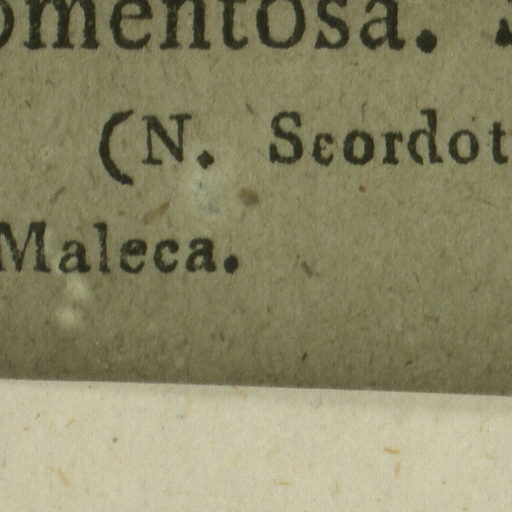 omentosa.
(N. Scordot
Maleca.